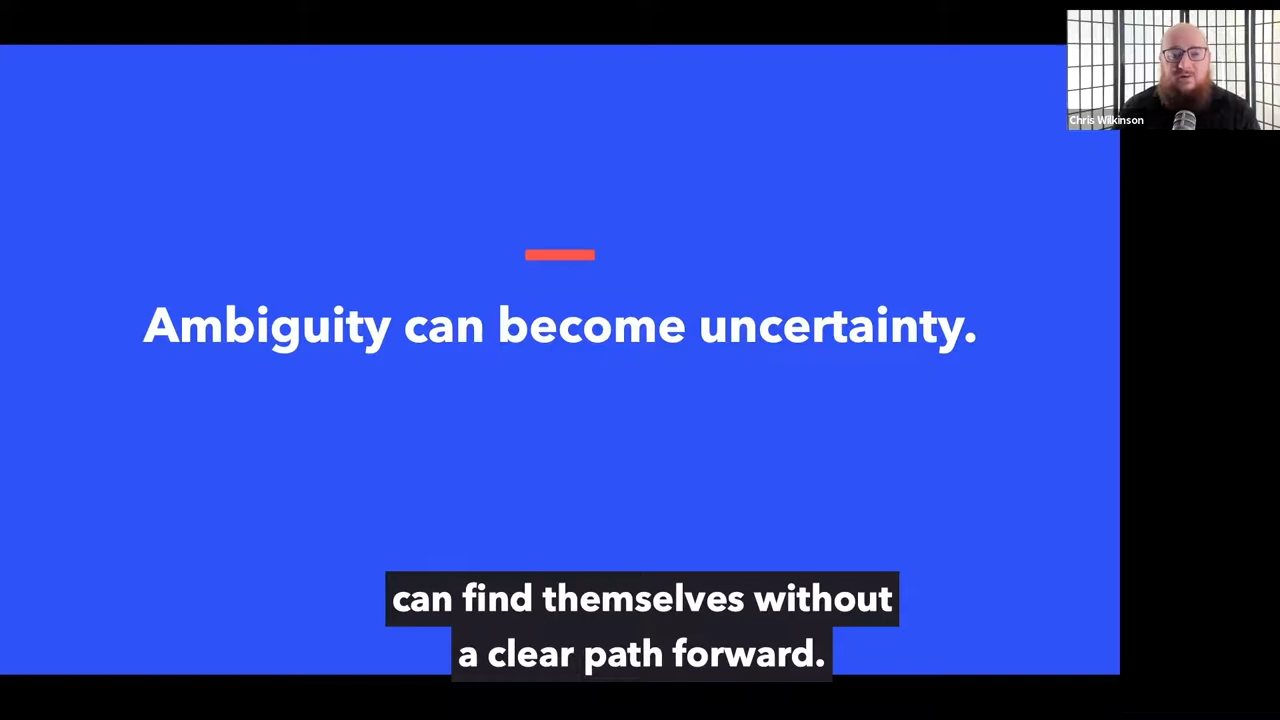 Chris Wilkinson
Ambiguity can become uncertainty.
can find themselves without
a clear path forward.